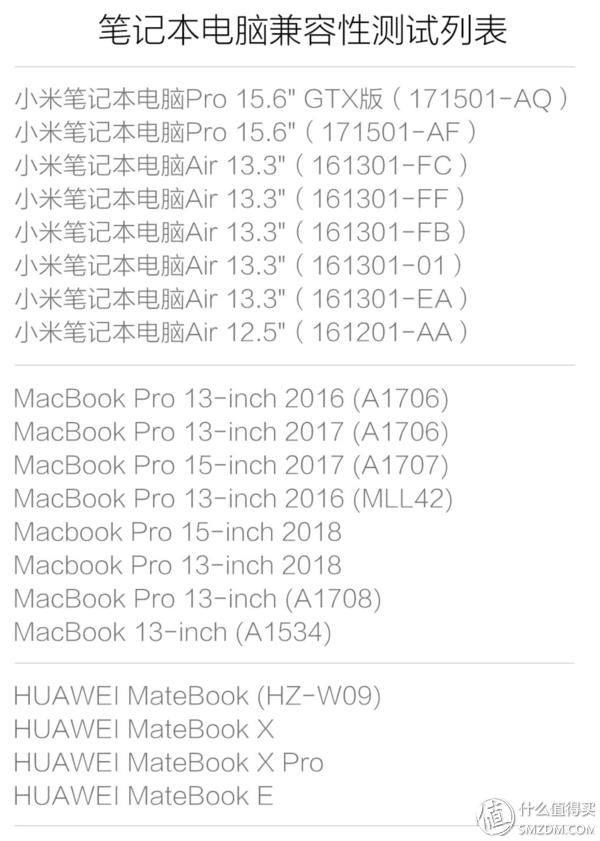 笔记本电脑兼容性测试列表
小米笔记本电脑Pro 15.6" GTX版（171501-AQ）
小米笔记本电脑Pro 15.6"（171501-AF）
小米笔记本电脑Air 13.3"（161301-FC）
小米笔记本电脑Air 13.3"（161301-FF）
小米笔记本电脑Air 13.3"（161301-FB）
小米笔记本电脑Air 13.3"（161301-01）
小米笔记本电脑Air 13.3"（161301-EA）
小米笔记本电脑Air 12.5"（161201-AA）
MacBook Pro 13-inch 2016 (A1706)
MacBook Pro 13-inch 2017 (A1706)
MacBook Pro 15-inch 2017 (A1707)
MacBook Pro 13-inch 2016 (MLL42)
Macbook Pro 15-inch 2018
Macbook Pro 13-inch 2018
MacBook Pro 13-inch (A1708)
MacBook 13-inch (A1534)
HUAWEI MateBook (HZ-W09)
HUAWEI MateBook X
HUAWEI MateBook X Pro
HUAWEI MateBook E
值 什么值得买
SMZDM.COM